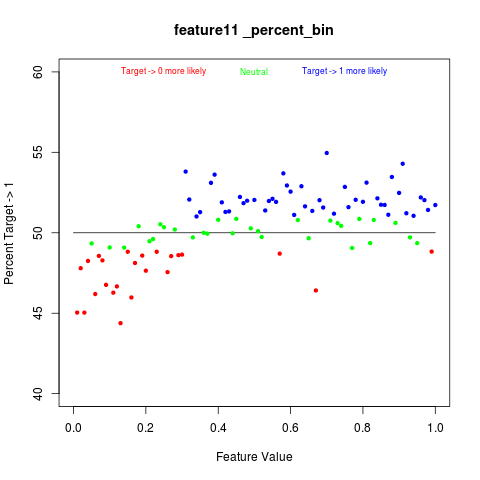 feature11 _percent_bin
Target -> 0 more likely Neutral Target -> 1 more likely
60
55
50
45
40
Percent Target -> 1
0.0 0.2 0.4 0.6 0.8 1.0
Feature Value